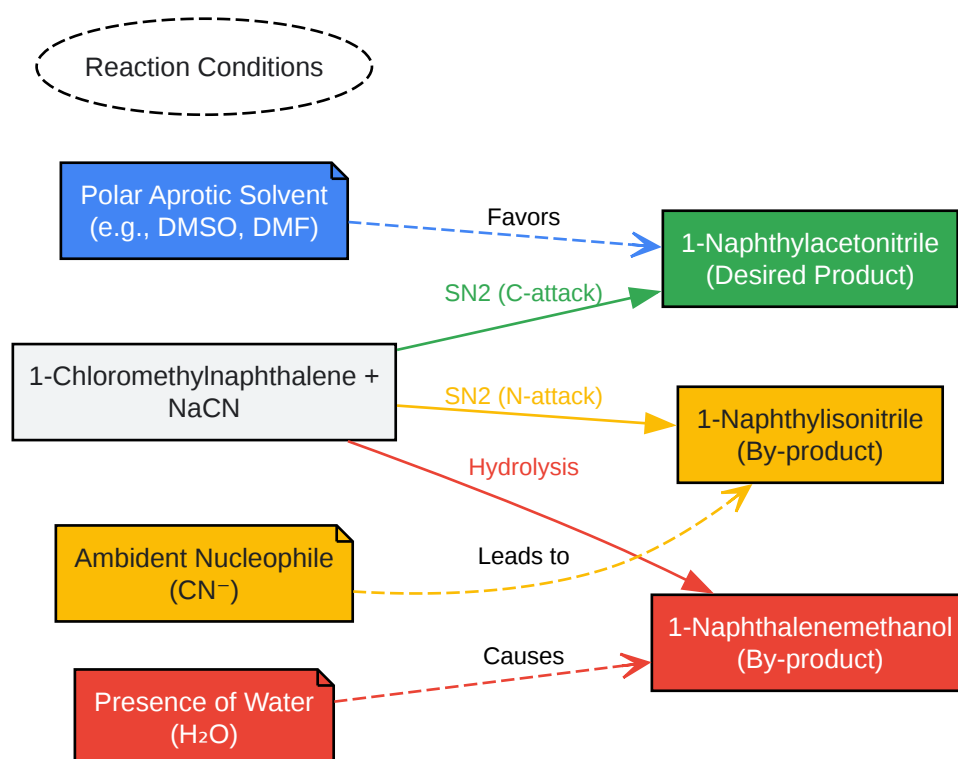 Reaction Conditions
Polar Aprotic Solvent
(e.g., DMSO, DMF)
Favors
1-Naphthylacetonitrile
(Desired Product)
SN2 (C-attack)
1-Chloromethylnaphthalene +
NaCN
SN2 (N-attack)
1-Naphthylisonitrile
(By-product)
Hydrolysis
Ambident Nucleophile
(CN⁻)
Leads to
1-Naphthalenemethanol
(By-product)
Causes
Presence of Water
(H₂O)